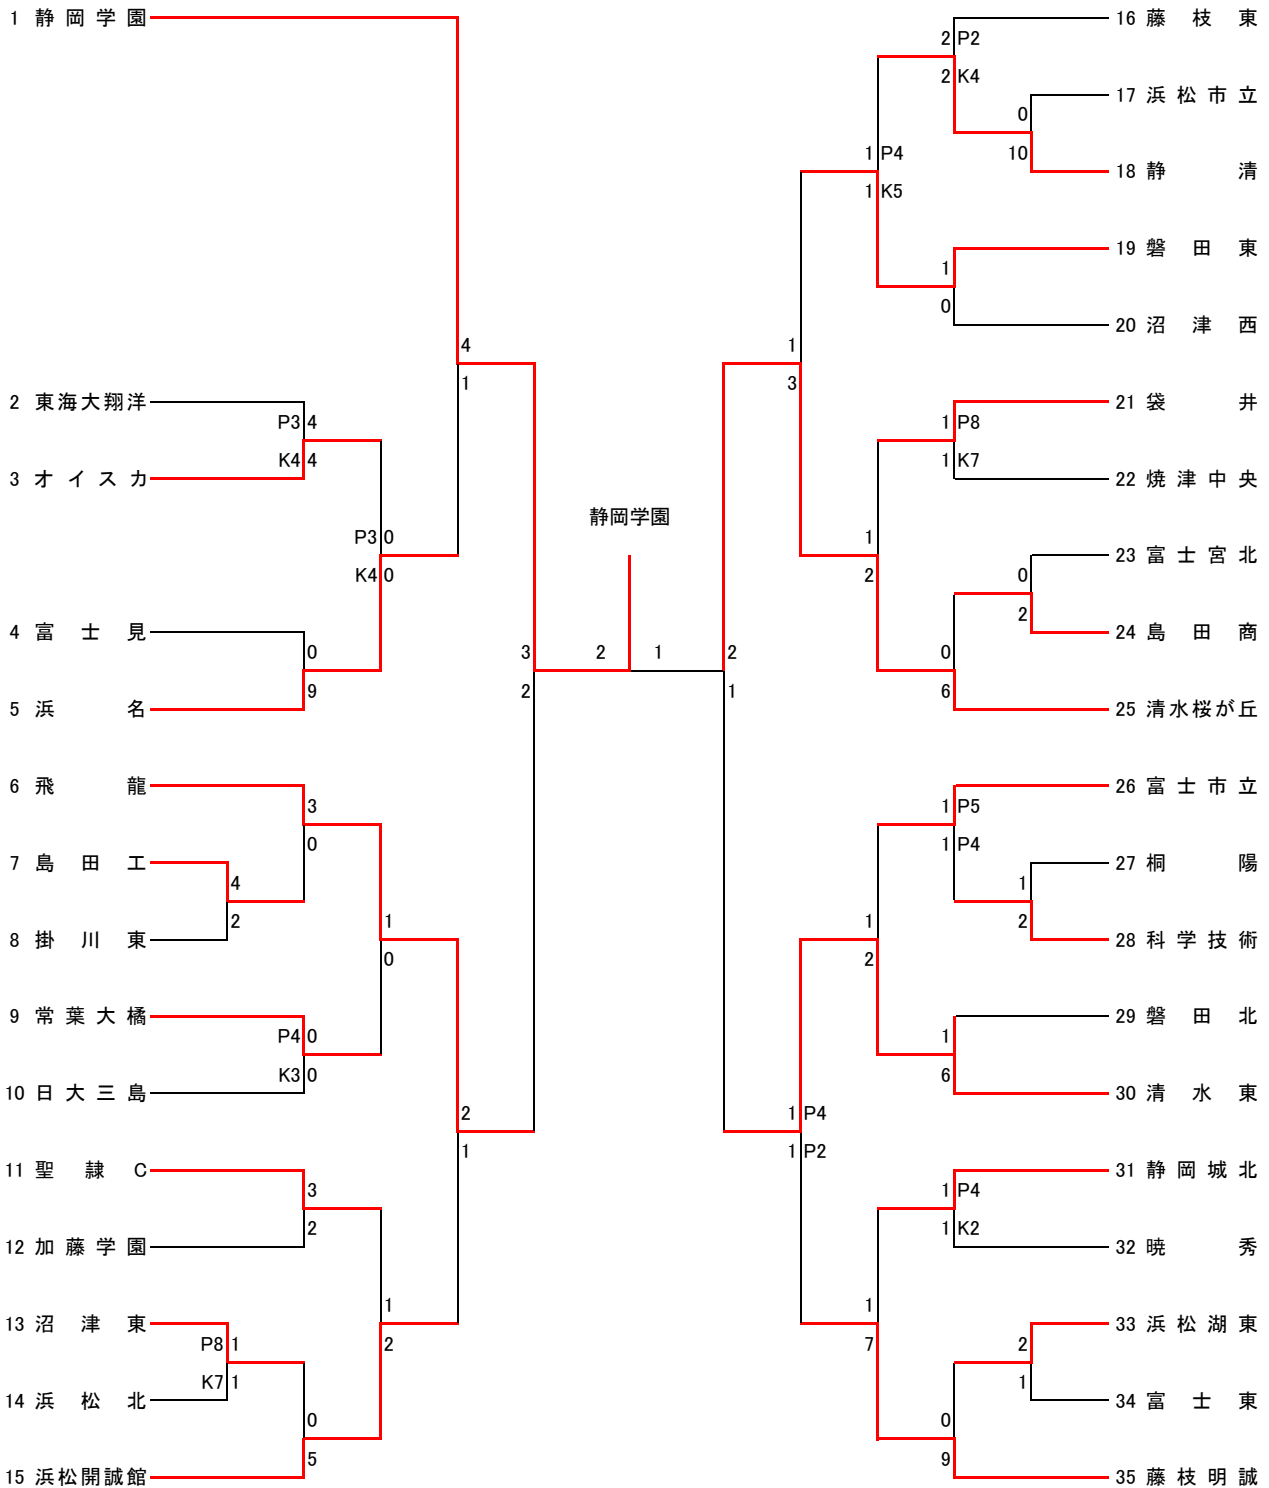 1 静岡学園
4
1
2 東海大翔洋
P3 4
K4 4
3 オイスカ
P3 0
K4 0
4 富士見
0
9
5 浜名
3
2
6 飛龍
3
0
7 島田工
4
2
8 掛川東
1
0
9 常葉大橘
P4 0
K3 0
10 日大三島
2
1
11 聖隷C
3
2
12 加藤学園
1
2
13 沼津東
P8 1
K7 1
14 浜松北
0
5
15 浜松開誠館
静岡学園
2 1
16 藤枝東
2 P2
2 K4
17 浜松市立
0
10
18 静清
1 P4
1 K5
19 磐田東
1
0
20 沼津西
1
3
21 袋井
1 P8
1 K7
22 焼津中央
1
2
23 富士宮北
0
2
24 島田商
0
6
25 清水桜が丘
2
1
26 富士市立
1 P5
1 P4
27 桐陽
1
2
28 科学技術
1
2
29 磐田北
1
6
30 清水東
1 P4
1 P2
31 静岡城北
1 P4
1 K2
32 暁秀
1
7
33 浜松湖東
2
1
34 富士東
0
9
35 藤枝明誠